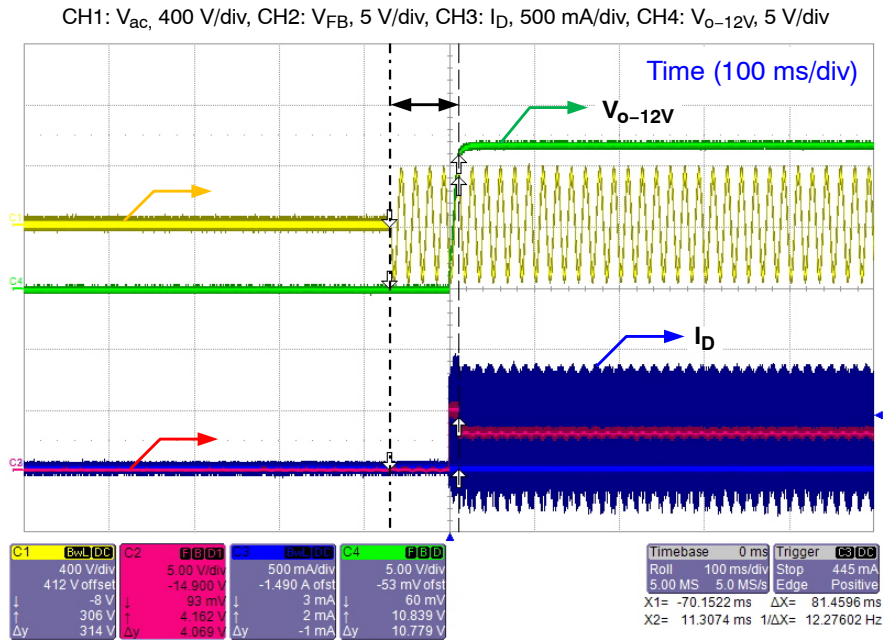 CH1: Vac, 400 V/div, CH2: VFB, 5 V/div, CH3: ID, 500 mA/div, CH4: Vo−12V, 5 V/div
Time (100 ms/div)
Vo−12V
C1
C4
ID
C2
C1 BwL DC
400 V/div
412 V offset
↓ -8 V
↑ 306 V
Δy 314 V
C2 F B D1
5.00 V/div
-14.900 V
↓ 93 mV
↑ 4.162 V
Δy 4.069 V
C3 BwL DC
500 mA/div
-1.490 A ofst
↓ 3 mA
↑ 2 mA
Δy -1 mA
C4 F B D
5.00 V/div
-53 mV ofst
↓ 60 mV
↑ 10.839 V
Δy 10.779 V
Timebase 0 ms
Roll 100 ms/div
5.00 MS 5.0 MS/s
Trigger C3 DC
Stop 445 mA
Edge Positive
X1= -70.1522 ms ΔX= 81.4596 ms
X2= 11.3074 ms 1/ΔX= 12.27602 Hz